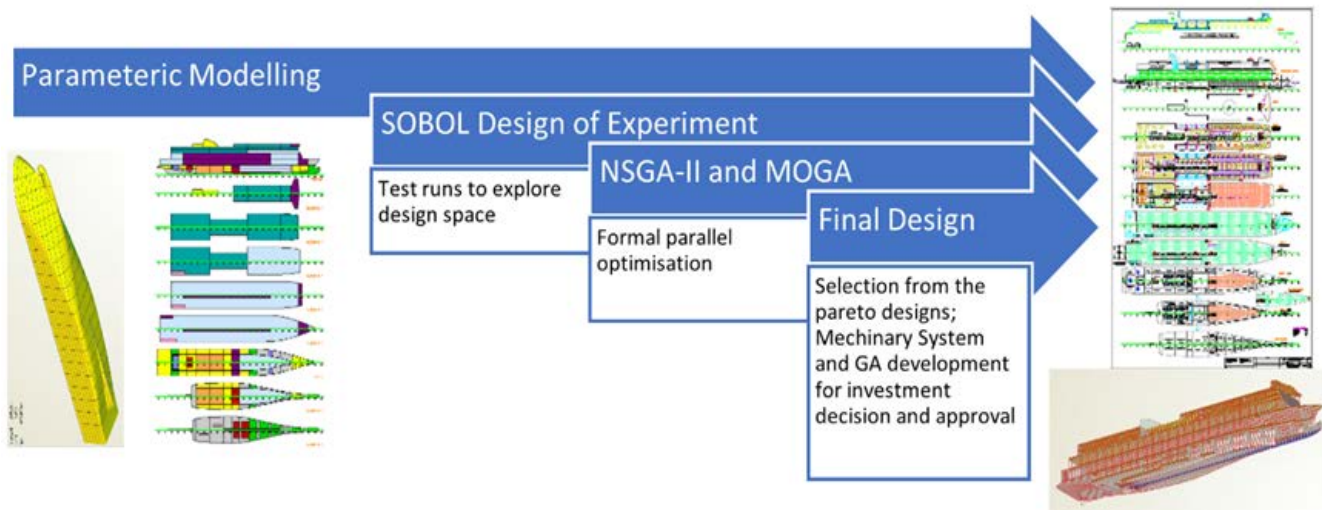 Parameteric Modelling
SOBOL Design of Experiment
Test runs to explore
design space
NSGA-II and MOGA
Formal parallel
optimisation
Final Design
Selection from the
pareto designs;
Mechinary System
and GA development
for investment
decision and approval